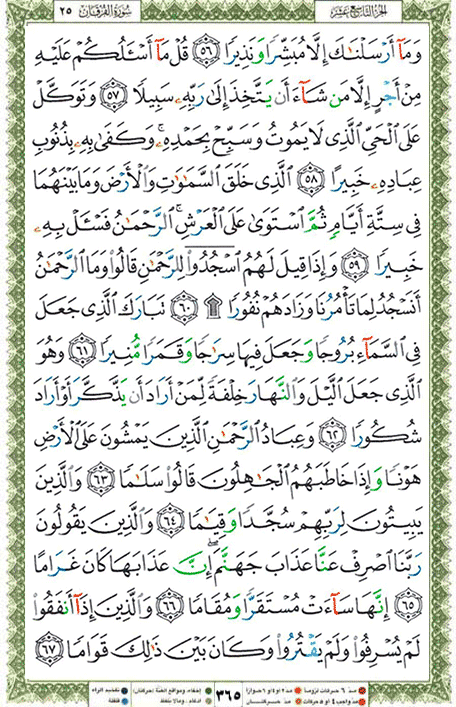 الجزء التاسع عشر سورة الفرقان ٢٥
وَمَآ أَرْسَلْنَٰكَ إِلَّا مُبَشِّرًا وَنَذِيرًا ٥٦ قُلْ مَآ أَسْـَٔلُكُمْ عَلَيْهِ
مِنْ أَجْرٍ إِلَّا مَن شَآءَ أَن يَتَّخِذَ إِلَىٰ رَبِّهِۦ سَبِيلًا ٥٧ وَتَوَكَّلْ
عَلَى ٱلْحَىِّ ٱلَّذِى لَا يَمُوتُ وَسَبِّحْ بِحَمْدِهِۦ ۚ وَكَفَىٰ بِهِۦ بِذُنُوبِ
عِبَادِهِۦ خَبِيرًا ٥٨ ٱلَّذِى خَلَقَ ٱلسَّمَٰوَٰتِ وَٱلْأَرْضَ وَمَا بَيْنَهُمَا
فِى سِتَّةِ أَيَّامٍ ثُمَّ ٱسْتَوَىٰ عَلَى ٱلْعَرْشِ ۚ ٱلرَّحْمَٰنُ فَسْـَٔلْ بِهِۦ
خَبِيرًا ٥٩ وَإِذَا قِيلَ لَهُمُ ٱسْجُدُوا۟ لِلرَّحْمَٰنِ قَالُوا۟ وَمَا ٱلرَّحْمَٰنُ
أَنَسْجُدُ لِمَا تَأْمُرُنَا وَزَادَهُمْ نُفُورًا ۩ ٦٠ تَبَارَكَ ٱلَّذِى جَعَلَ
فِى ٱلسَّمَآءِ بُرُوجًا وَجَعَلَ فِيهَا سِرَٰجًا وَقَمَرًا مُّنِيرًا ٦١ وَهُوَ
ٱلَّذِى جَعَلَ ٱلَّيْلَ وَٱلنَّهَارَ خِلْفَةً لِّمَنْ أَرَادَ أَن يَذَّكَّرَ أَوْ أَرَادَ
شُكُورًا ٦٢ وَعِبَادُ ٱلرَّحْمَٰنِ ٱلَّذِينَ يَمْشُونَ عَلَى ٱلْأَرْضِ
هَوْنًا وَإِذَا خَاطَبَهُمُ ٱلْجَٰهِلُونَ قَالُوا۟ سَلَٰمًا ٦٣ وَٱلَّذِينَ
يَبِيتُونَ لِرَبِّهِمْ سُجَّدًا وَقِيَٰمًا ٦٤ وَٱلَّذِينَ يَقُولُونَ
رَبَّنَا ٱصْرِفْ عَنَّا عَذَابَ جَهَنَّمَ ۖ إِنَّ عَذَابَهَا كَانَ غَرَامًا
٦٥ إِنَّهَا سَآءَتْ مُسْتَقَرًّا وَمُقَامًا ٦٦ وَٱلَّذِينَ إِذَآ أَنفَقُوا۟
لَمْ يُسْرِفُوا۟ وَلَمْ يَقْتُرُوا۟ وَكَانَ بَيْنَ ذَٰلِكَ قَوَامًا ٦٧
٣٦٥